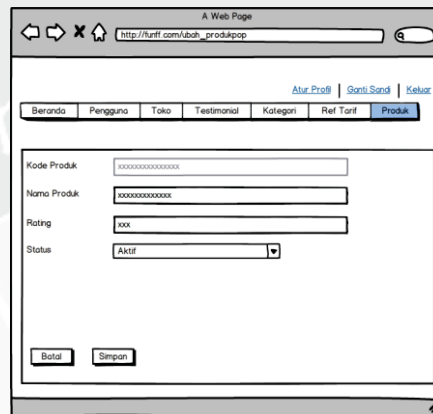 A Web Page
http://funff.com/ubah_produkpop
Atur Profil | Ganti Sandi | Keluar
Beranda Pengguna Toko Testimonial Kategori Ref Tarif Produk
Kode Produk xxxxxxxxxxxxxx
Nama Produk xxxxxxxxxxxxx
Rating xxx
Status Aktif
Batal Simpan